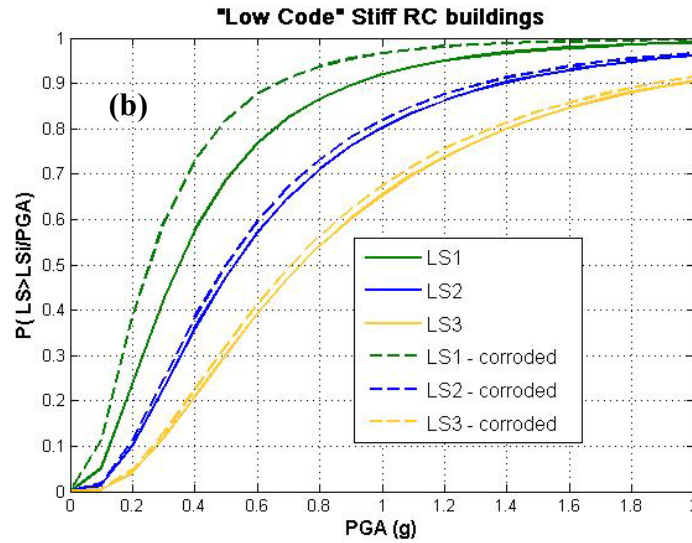 "Low Code" Stiff RC buildings
(b)
P( LS>LSi/PGA)
1
0.9
0.8
0.7
0.6
0.5
0.4
0.3
0.2
0.1
0
LS1
LS2
LS3
LS1 - corroded
LS2 - corroded
LS3 - corroded
0 0.2 0.4 0.6 0.8 1 1.2 1.4 1.6 1.8 2
PGA (g)